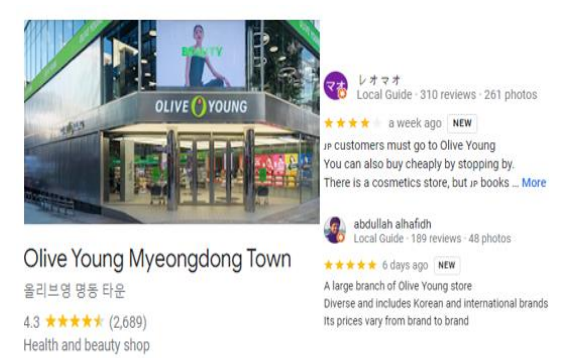 BEAUTY
OLIVE YOUNG
Olive Young Myeongdong Town
올리브영 명동 타운
4.3 ★★★★★ (2,689)
Health and beauty shop
マオ
レオマオ
Local Guide · 310 reviews · 261 photos
★★★★★ a week ago NEW
JP customers must go to Olive Young
You can also buy cheaply by stopping by.
There is a cosmetics store, but JP books ... More
abdullah alhafidh
Local Guide · 189 reviews · 48 photos
★★★★★ 6 days ago NEW
A large branch of Olive Young store
Diverse and includes Korean and international brands
Its prices vary from brand to brand